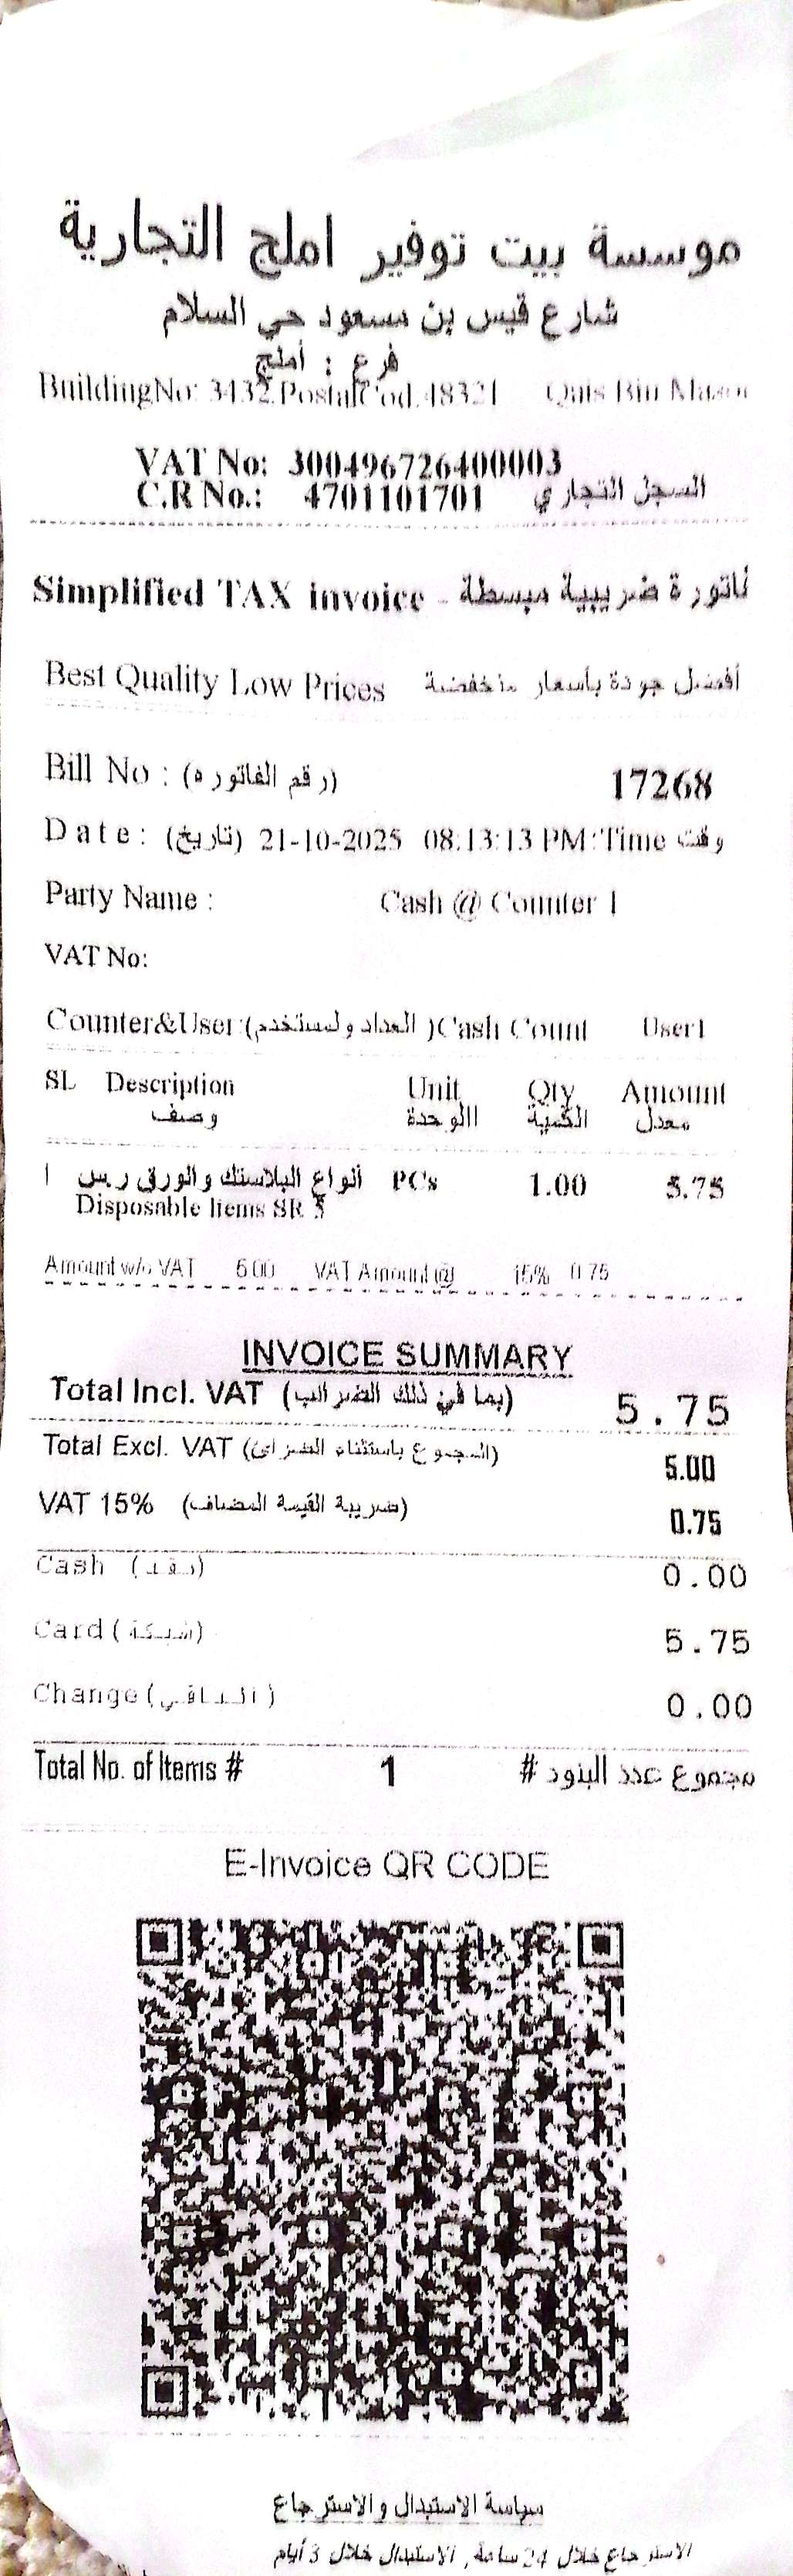 موسسة بيت توفير املج التجارية
شارع قيس بن مسعود حي السلام
فرع : أملج
BuildingNo: 3432,PostalCod,48321 Qais Bin
VAT No: 300496726400003
C.R No.: 4701101701 السجل التجاري
Simplified TAX invoice - فاتورة ضريبية مبسطة
Best Quality Low Prices أفضل جودة بأسعار منخفضة
Bill No : (رقم الفاتوره) 17268
Date: (تاريخ) 21-10-2025 08:13:13 PM:Time وقت
Party Name : Cash @ Counter 1
VAT No:
Counter&User:(العداد ولمستخدم) Cash Count User1
SL Description Unit Qty Amount
وصف االوحدة الكمية معدل
1 أنواع البلاستك والورق ر.س PCs 1.00 5.75
Disposable Items SR 5
Amount w/o VAT 5.00 VAT Amount @ 15% 0.75
INVOICE SUMMARY
Total Incl. VAT (بما في ذلك الضرائب) 5.75
Total Excl. VAT (المجموع باستثناء الضرائ) 5.00
VAT 15% (ضريبة القيمة المضاف) 0.75
Cash (نقد) 0.00
Card (شبكة) 5.75
Change (الباقي) 0.00
Total No. of Items # 1 مجموع عدد البنود #
E-Invoice QR CODE
سياسة الاستبدال والاسترجاع
الاسترجاع خلال 24 ساعة, الاستبدال خلال 3 أيام